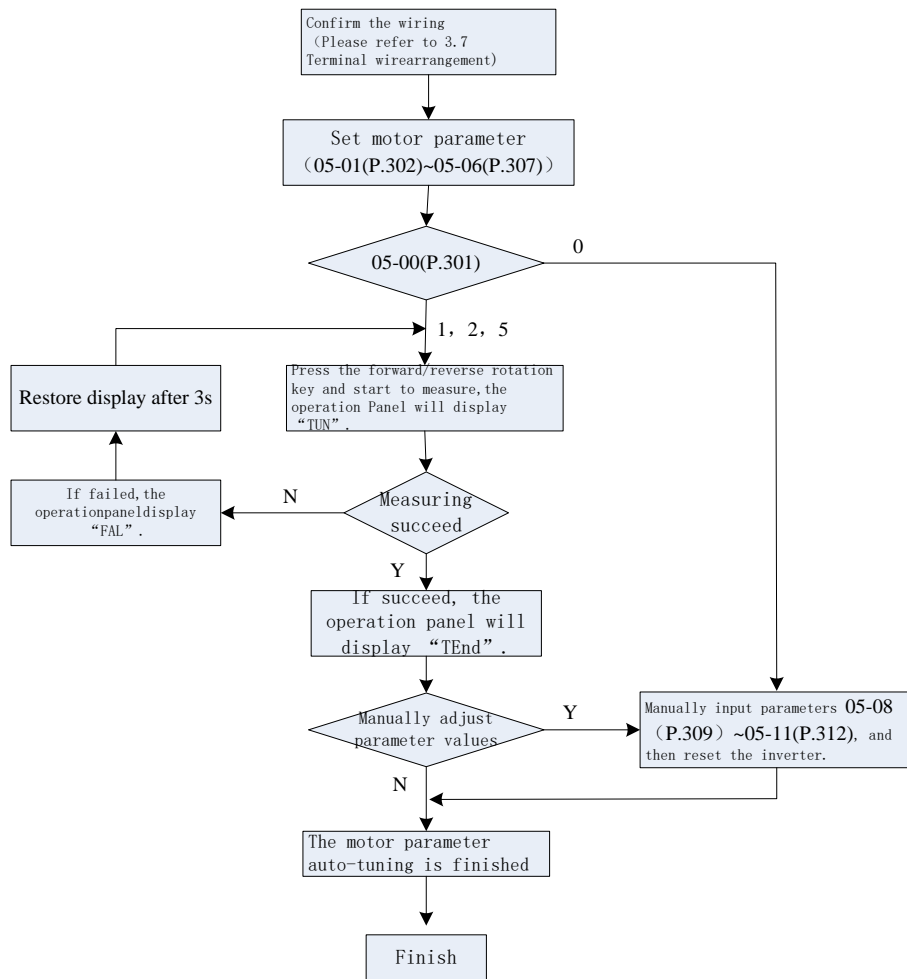 Confirm the wiring
（Please refer to 3.7
Terminal wirearrangement)
Set motor parameter
（05-01(P.302)~05-06(P.307)）
05-00(P.301)
0
1，2，5
Press the forward/reverse rotation
key and start to measure,the
operation Panel will display
“TUN”.
Restore display after 3s
If failed,the
operationpaneldisplay
“FAL”.
N
Measuring
succeed
Y
If succeed, the
operation panel will
display “TEnd”.
Manually adjust
parameter values
Y
Manually input parameters 05-08
（P.309）~05-11(P.312), and
then reset the inverter.
N
The motor parameter
auto-tuning is finished
Finish